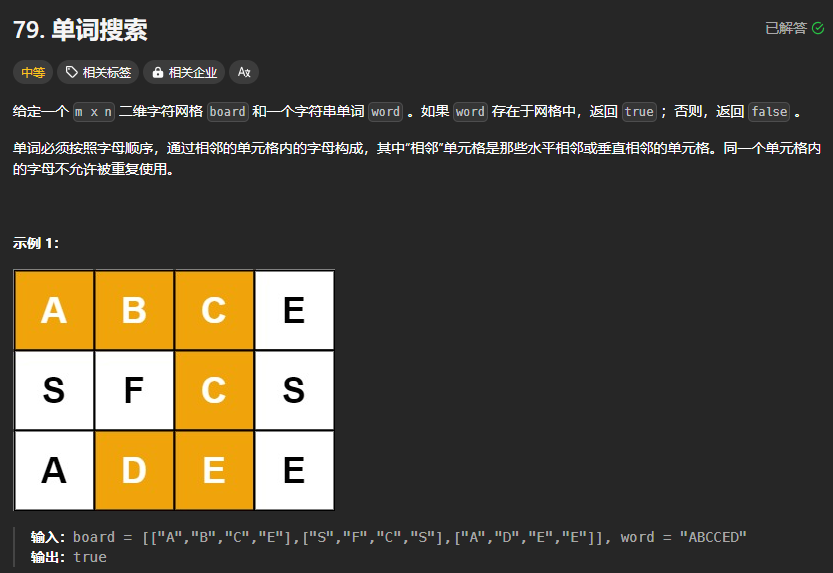 79. 单词搜索
已解答
中等 相关标签 相关企业 Aを
给定一个 m x n 二维字符网格 board 和一个字符串单词 word 。如果 word 存在于网格中，返回 true ；否则，返回 false 。
单词必须按照字母顺序，通过相邻的单元格内的字母构成，其中“相邻”单元格是那些水平相邻或垂直相邻的单元格。同一个单元格内
的字母不允许被重复使用。
示例 1：
A B C E
S F C S
A D E E
输入：board = [["A","B","C","E"],["S","F","C","S"],["A","D","E","E"]], word = "ABCCED"
输出：true